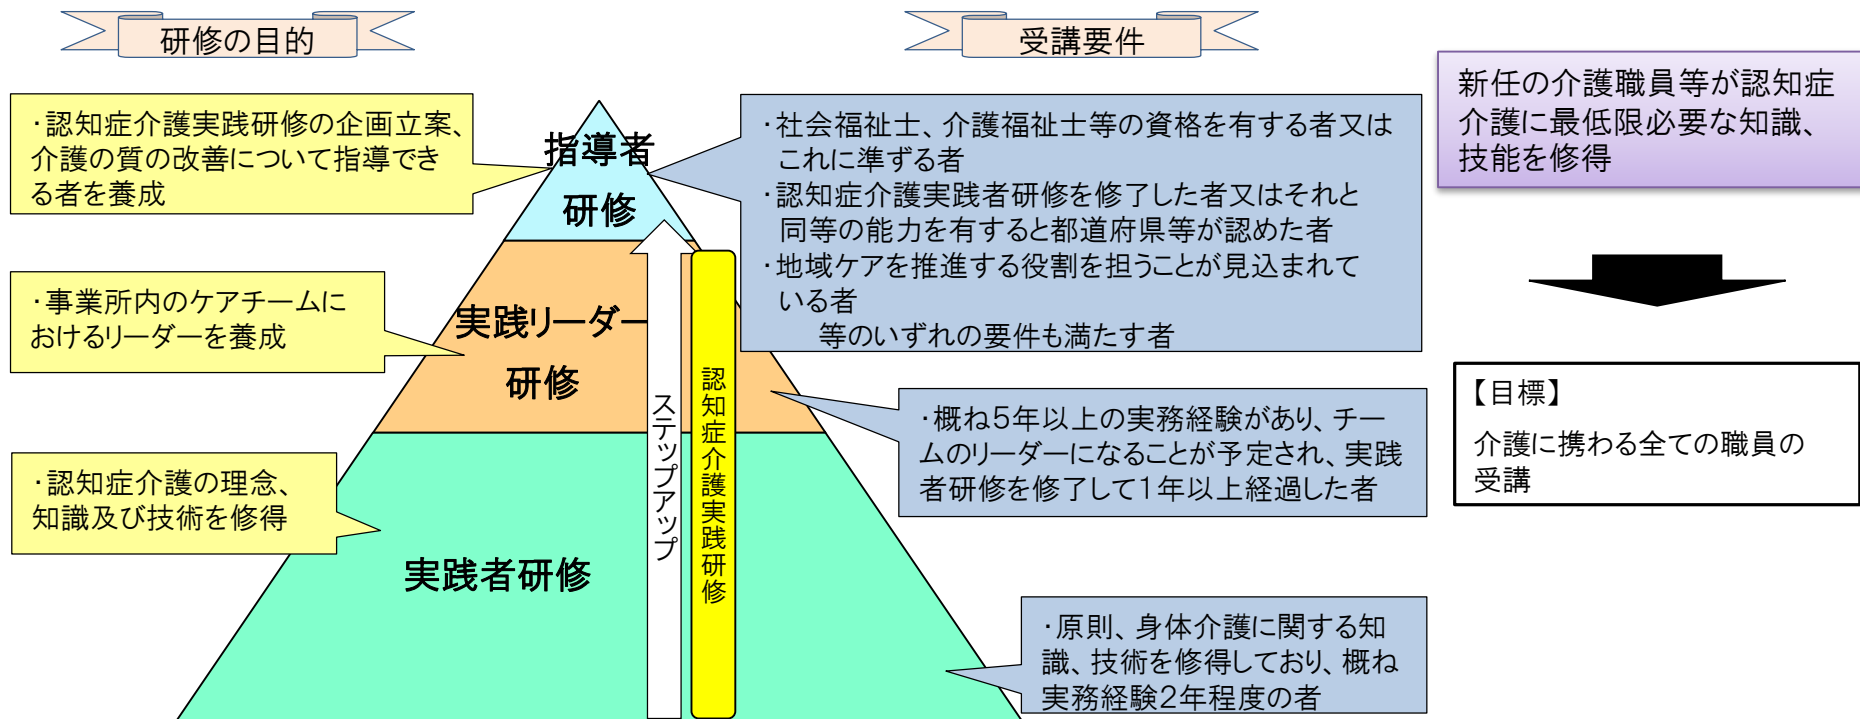 研修の目的
受講要件
・認知症介護実践研修の企画立案、
介護の質の改善について指導でき
る者を養成
・事業所内のケアチームに
おけるリーダーを養成
・認知症介護の理念、
知識及び技術を修得
指導者
研修
実践リーダー
研修
実践者研修
ステップアップ
認知症介護実践研修
・社会福祉士、介護福祉士等の資格を有する者又は
これに準ずる者
・認知症介護実践者研修を修了した者又はそれと
同等の能力を有すると都道府県等が認めた者
・地域ケアを推進する役割を担うことが見込まれて
いる者
等のいずれの要件も満たす者
・概ね5年以上の実務経験があり、チー
ムのリーダーになることが予定され、実践
者研修を修了して1年以上経過した者
・原則、身体介護に関する知
識、技術を修得しており、概ね
実務経験2年程度の者
新任の介護職員等が認知症
介護に最低限必要な知識、
技能を修得
【目標】
介護に携わる全ての職員の
受講